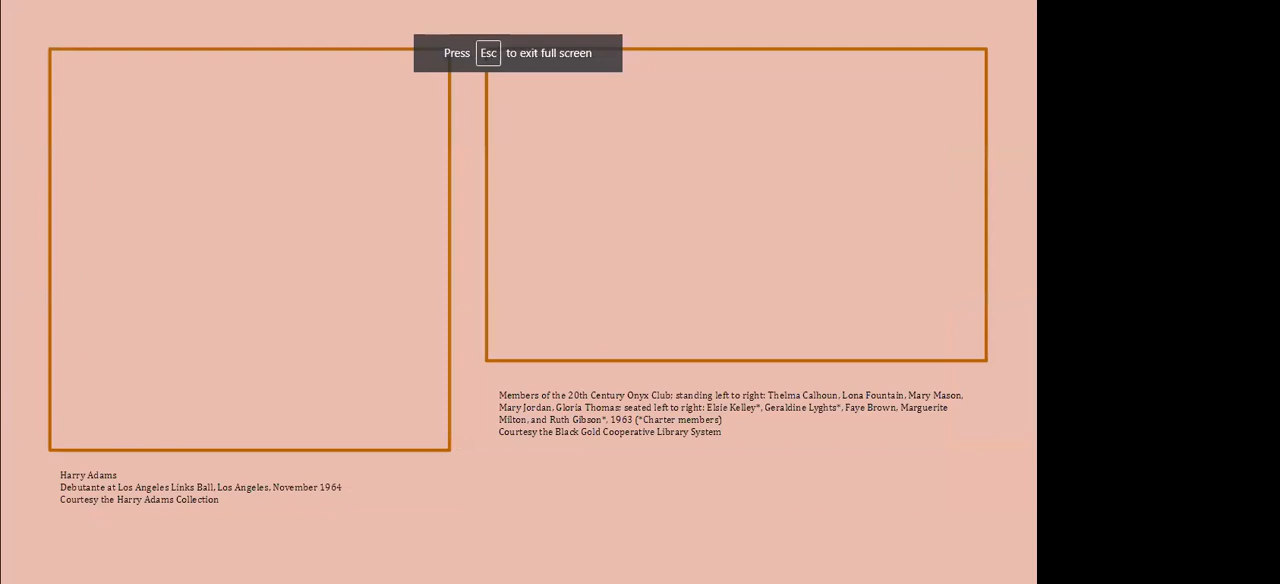 Press Esc to exit full screen
Members of the 20th Century Onyx Club; standing left to right: Thelma Calhoun, Lona Fountain, Mary Mason,
Mary Jordan, Gloria Thomas; seated left to right: Elsie Kelley*, Geraldine Lyghts*, Faye Brown, Marguerite
Milton, and Ruth Gibson*, 1963 (*Charter members)
Courtesy the Black Gold Cooperative Library System
Harry Adams
Debutante at Los Angeles Links Ball, Los Angeles, November 1964
Courtesy the Harry Adams Collection